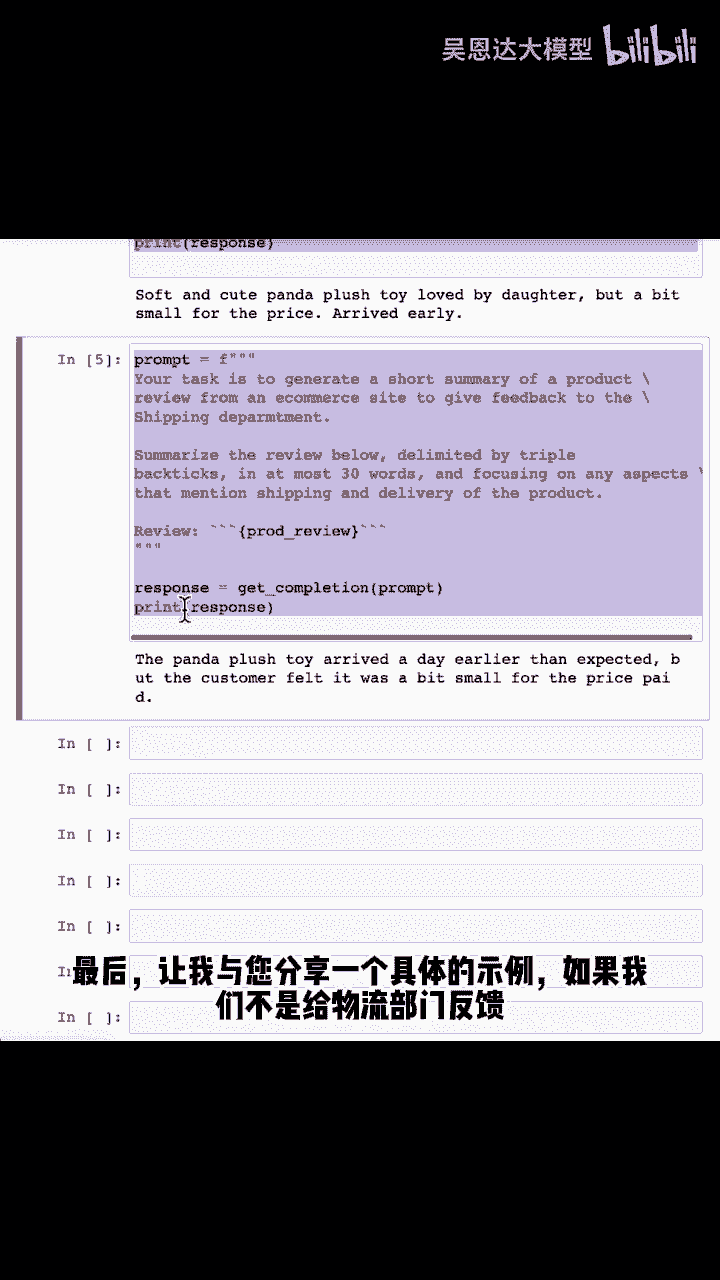 吴恩达大模型 bilibili
print(response)
Soft and cute panda plush toy loved by daughter, but a bit
small for the price. Arrived early.
In [5]: prompt = f"""
Your task is to generate a short summary of a product \
review from an ecommerce site to give feedback to the \
Shipping deparmtment.
Summarize the review below, delimited by triple
backticks, in at most 30 words, and focusing on any aspects \
that mention shipping and delivery of the product.
Review: ```{prod_review}```
"""
response = get_completion(prompt)
print(response)
The panda plush toy arrived a day earlier than expected, b
ut the customer felt it was a bit small for the price pai
d.
In [ ]:
In [ ]:
In [ ]:
In [ ]:
In [ ]:
In [ ]:
最后，让我与您分享一个具体的示例，如果我
们不是给物流部门反馈
In [ ]: